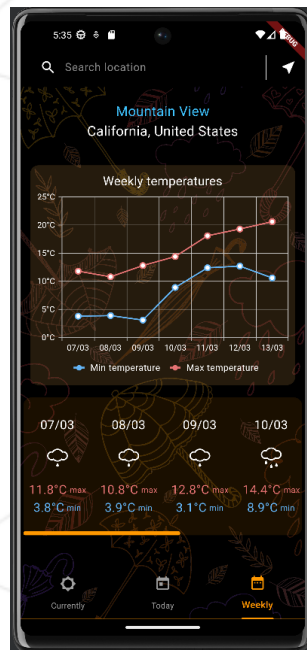 5:35
DEBUG
Search location
Mountain View
California, United States
Weekly temperatures
25°C
20°C
15°C
10°C
5°C
0°C
07/03 08/03 09/03 10/03 11/03 12/03 13/03
Min temperature Max temperature
07/03 08/03 09/03 10/03
11.8°C max 10.8°C max 12.8°C max 14.4°C max
3.8°C min 3.9°C min 3.1°C min 8.9°C min
Currently Today Weekly